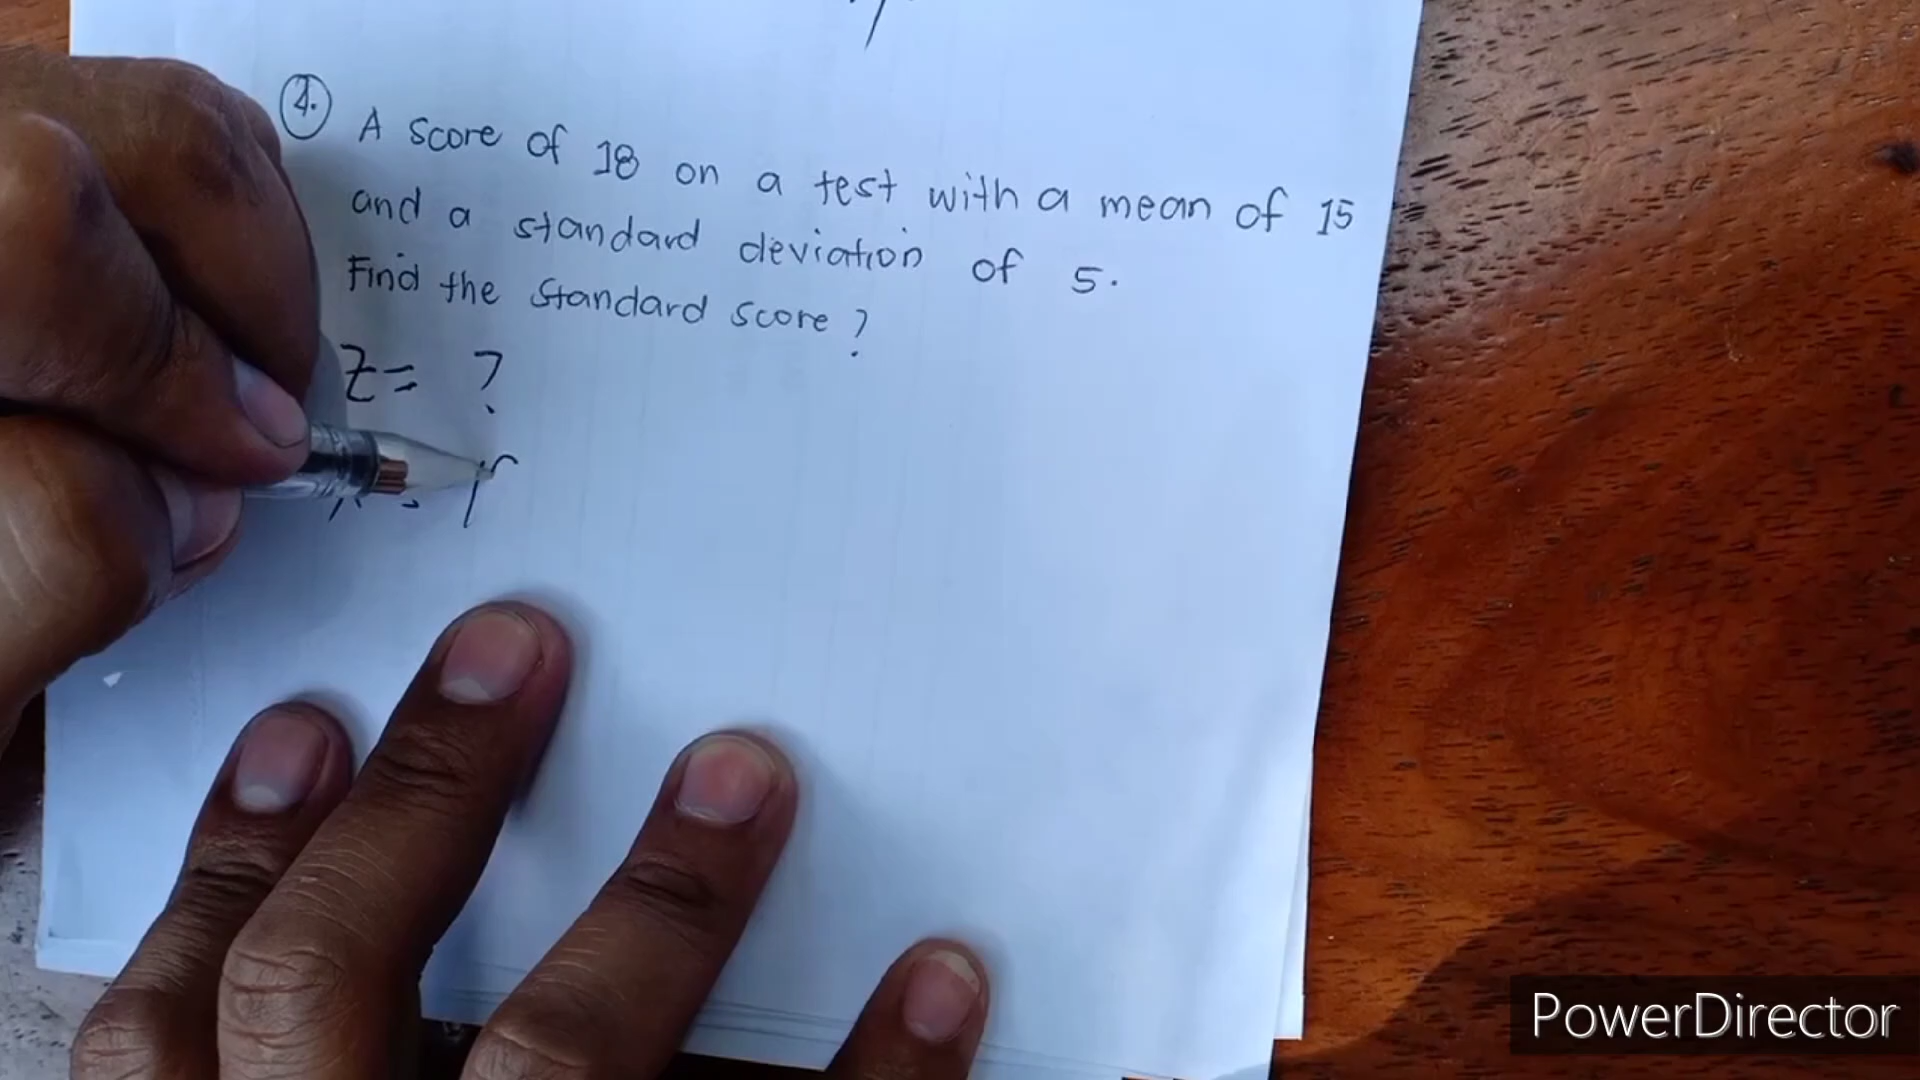 A score of 18 on a test with a mean of 15
and a standard deviation of 5.
Find the standard score?
z= ?
PowerDirector